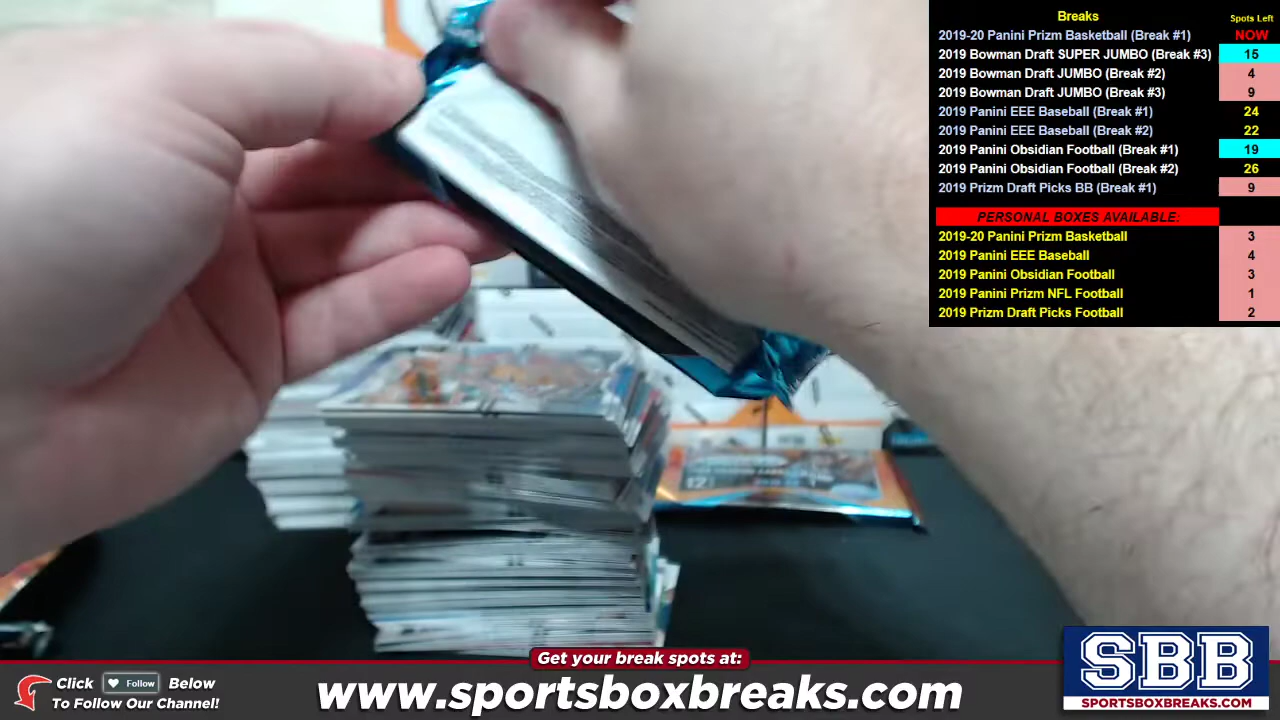 Breaks Spots Left
2019-20 Panini Prizm Basketball (Break #1) NOW
2019 Bowman Draft SUPER JUMBO (Break #3) 15
2019 Bowman Draft JUMBO (Break #2) 4
2019 Bowman Draft JUMBO (Break #3) 9
2019 Panini EEE Baseball (Break #1) 24
2019 Panini EEE Baseball (Break #2) 22
2019 Panini Obsidian Football (Break #1) 19
2019 Panini Obsidian Football (Break #2) 26
2019 Prizm Draft Picks BB (Break #1) 9
PERSONAL BOXES AVAILABLE:
2019-20 Panini Prizm Basketball 3
2019 Panini EEE Baseball 4
2019 Panini Obsidian Football 3
2019 Panini Prizm NFL Football 1
2019 Prizm Draft Picks Football 2
12
Get your break spots at:
www.sportsboxbreaks.com
Click Follow Below
To Follow Our Channel!
SBB
SPORTSBOXBREAKS.COM